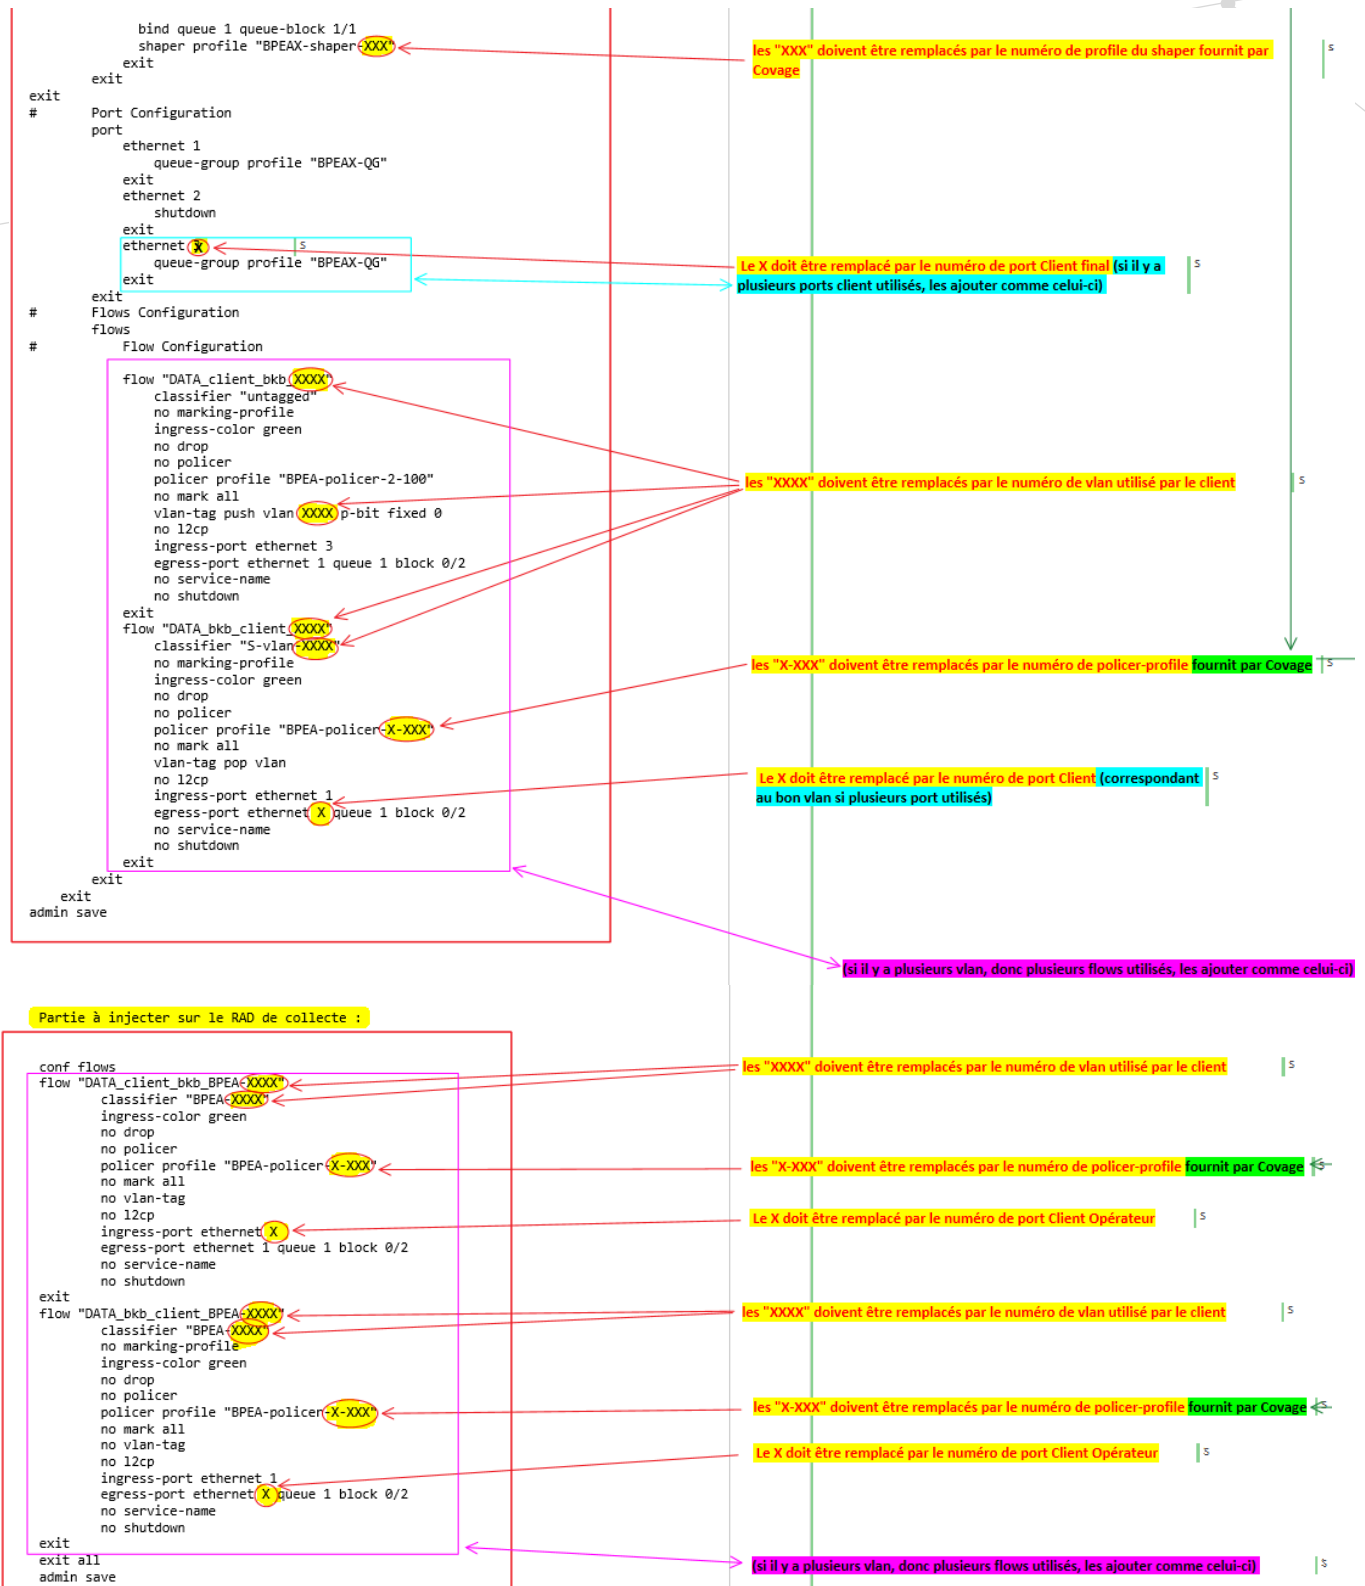 bind queue 1 queue-block 1/1
shaper profile "BPEAX-shaper-XXX"
les "XXX" doivent être remplacés par le numéro de profile du shaper fournit par
Covage
S
exit
exit
exit
# Port Configuration
port
ethernet 1
queue-group profile "BPEAX-QG"
exit
ethernet 2
shutdown
exit
ethernet X
S
queue-group profile "BPEAX-QG"
exit
Le X doit être remplacé par le numéro de port Client final (si il y a
plusieurs ports client utilisés, les ajouter comme celui-ci)
S
exit
# Flows Configuration
flows
# Flow Configuration
flow "DATA_client_bkb_XXXX"
classifier "untagged"
no marking-profile
ingress-color green
no drop
no policer
policer profile "BPEA-policer-2-100"
no mark all
vlan-tag push vlan XXXX p-bit fixed 0
no l2cp
ingress-port ethernet 3
egress-port ethernet 1 queue 1 block 0/2
no service-name
no shutdown
exit
les "XXXX" doivent être remplacés par le numéro de vlan utilisé par le client
S
flow "DATA_bkb_client_XXXX"
classifier "S-vlan-XXXX"
no marking-profile
ingress-color green
no drop
no policer
policer profile "BPEA-policer-X-XXX"
no mark all
vlan-tag pop vlan
no l2cp
ingress-port ethernet 1
egress-port ethernet X queue 1 block 0/2
no service-name
no shutdown
exit
les "X-XXX" doivent être remplacés par le numéro de policer-profile fournit par Covage
S
Le X doit être remplacé par le numéro de port Client (correspondant
au bon vlan si plusieurs port utilisés)
S
exit
exit
admin save
(si il y a plusieurs vlan, donc plusieurs flows utilisés, les ajouter comme celui-ci)
Partie à injecter sur le RAD de collecte :
conf flows
flow "DATA_client_bkb_BPEA-XXXX"
classifier "BPEA-XXXX"
ingress-color green
no drop
no policer
policer profile "BPEA-policer-X-XXX"
no mark all
no vlan-tag
no l2cp
ingress-port ethernet X
egress-port ethernet 1 queue 1 block 0/2
no service-name
no shutdown
exit
les "XXXX" doivent être remplacés par le numéro de vlan utilisé par le client
S
les "X-XXX" doivent être remplacés par le numéro de policer-profile fournit par Covage
S
Le X doit être remplacé par le numéro de port Client Opérateur
S
flow "DATA_bkb_client_BPEA-XXXX"
classifier "BPEA-XXXX"
no marking-profile
ingress-color green
no drop
no policer
policer profile "BPEA-policer-X-XXX"
no mark all
no vlan-tag
no l2cp
ingress-port ethernet 1
egress-port ethernet X queue 1 block 0/2
no service-name
no shutdown
exit
les "XXXX" doivent être remplacés par le numéro de vlan utilisé par le client
S
les "X-XXX" doivent être remplacés par le numéro de policer-profile fournit par Covage
S
Le X doit être remplacé par le numéro de port Client Opérateur
S
exit all
admin save
(si il y a plusieurs vlan, donc plusieurs flows utilisés, les ajouter comme celui-ci)
S